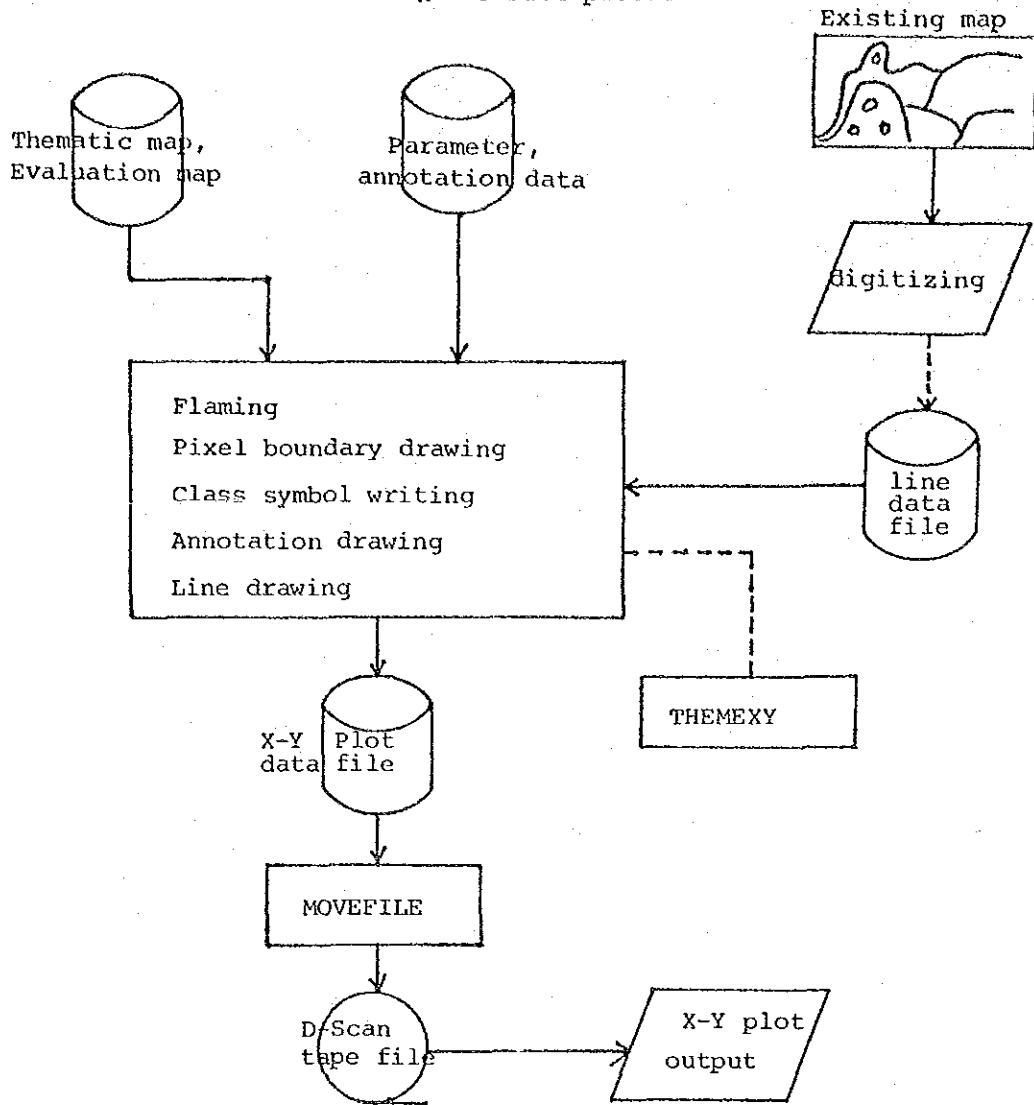 Existing map
Thematic map,
Evaluation map
Parameter,
annotation data
digitizing
Flaming
Pixel boundary drawing
Class symbol writing
Annotation drawing
Line drawing
line
data
file
THEMEXY
X-Y Plot
data file
MOVEFILE
D-Scan
tape file
X-Y plot
output